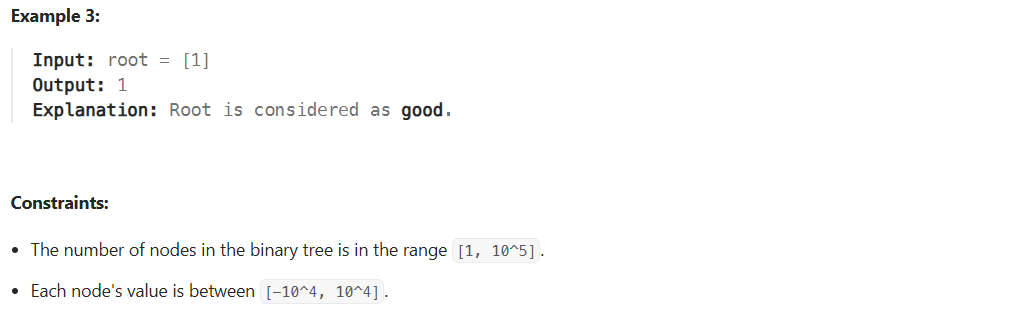 Example 3:
Input: root = [1]
Output: 1
Explanation: Root is considered as good.
Constraints:
• The number of nodes in the binary tree is in the range [1, 10^5].
• Each node's value is between [-10^4, 10^4].